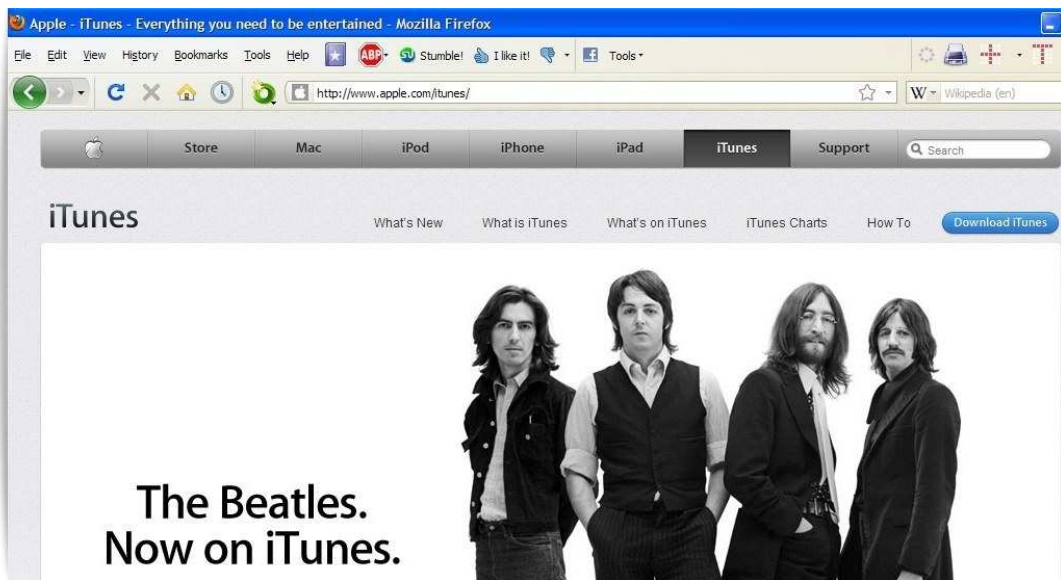 Apple - iTunes - Everything you need to be entertained - Mozilla Firefox
File Edit View History Bookmarks Tools Help ABP Stumble! I like it! Tools
http://www.apple.com/itunes/ W Wikipedia (en)
Store Mac iPod iPhone iPad iTunes Support Search
iTunes What's New What is iTunes What's on iTunes iTunes Charts How To Download iTunes
The Beatles.
Now on iTunes.